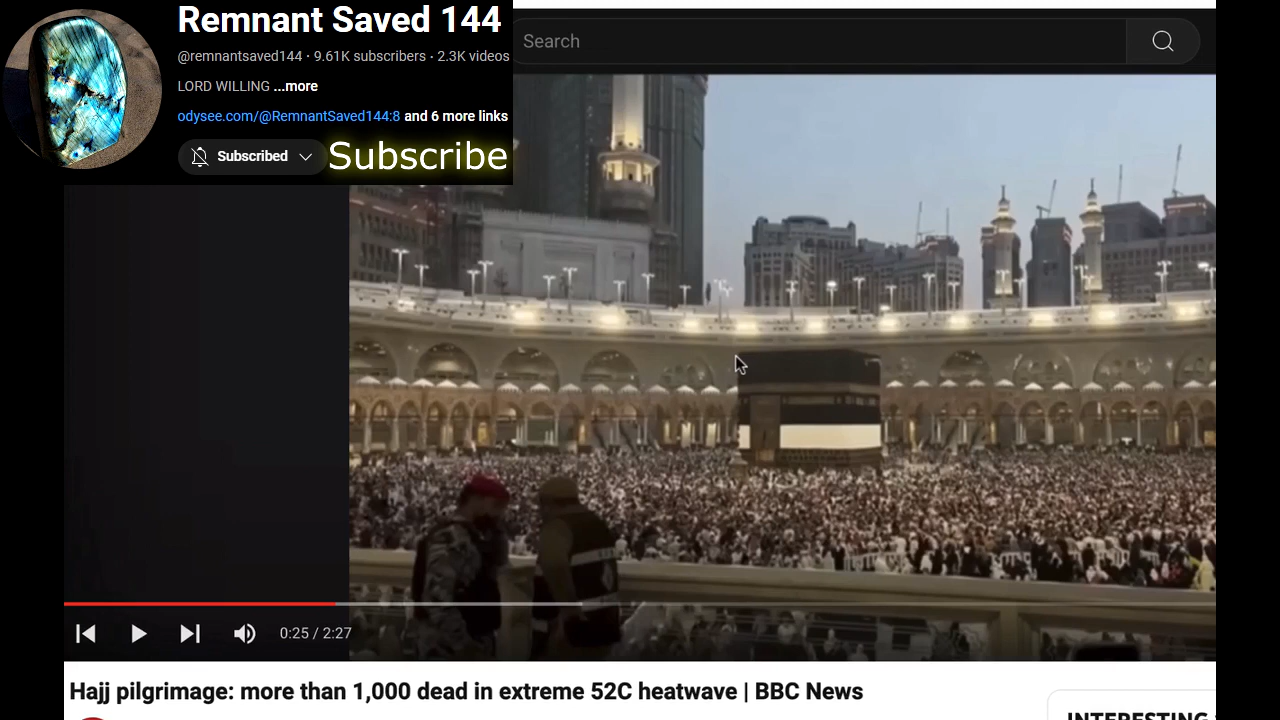 Remnant Saved 144
@remnantsaved144 · 9.61K subscribers · 2.3K videos
LORD WILLING ...more
odysee.com/@RemnantSaved144:8 and 6 more links
Subscribed
Subscribe
Search
0:25 / 2:27
Hajj pilgrimage: more than 1,000 dead in extreme 52C heatwave | BBC News
INTERESTING